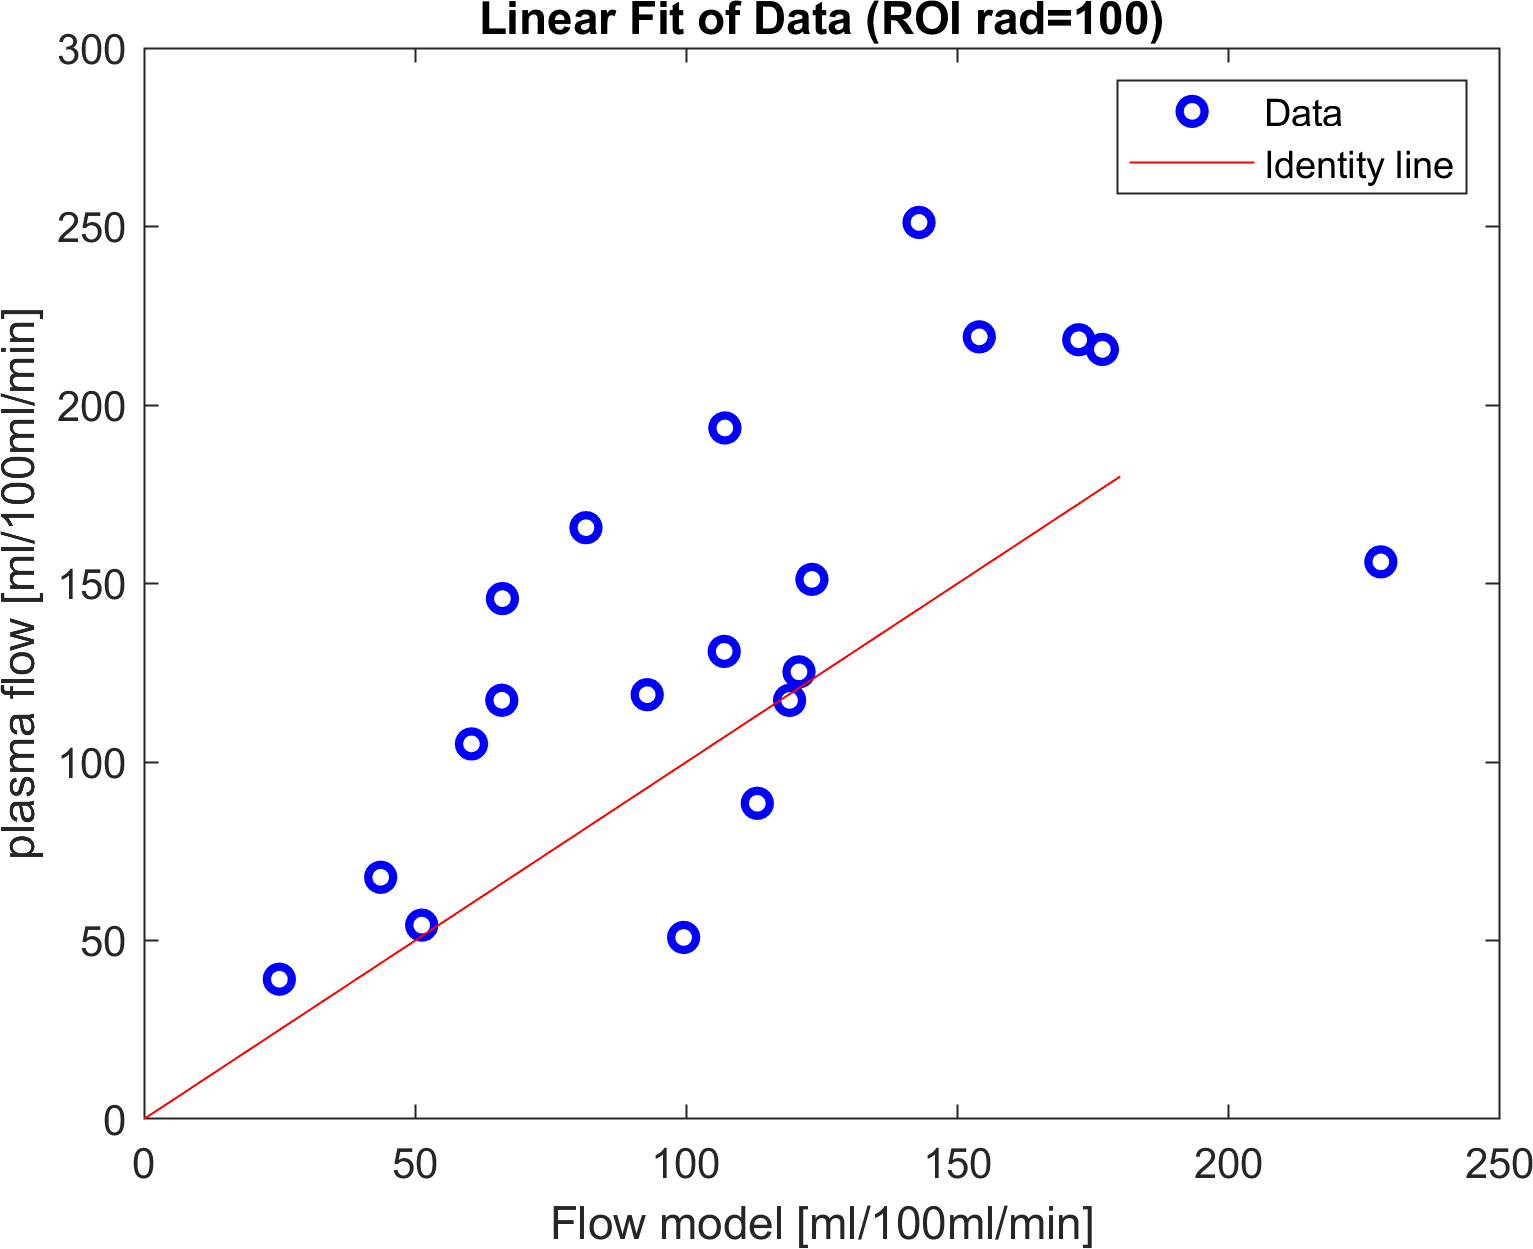 Linear Fit of Data (ROI rad=100)
300
250
200
150
100
50
0
plasma flow [ml/100ml/min]
Data
Identity line
0 50 100 150 200 250
Flow model [ml/100ml/min]